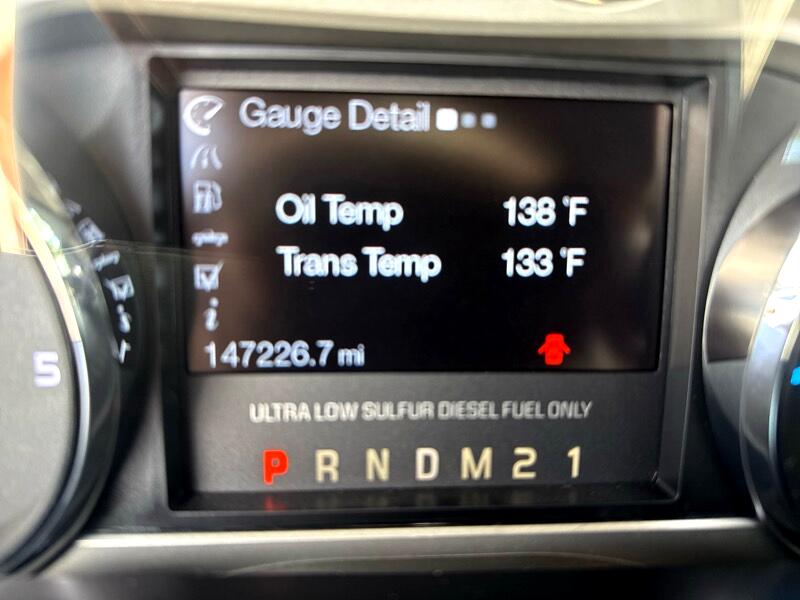 Gauge Detail
Oil Temp 138 °F
Trans Temp 133 °F
147226.7 mi
5
ULTRA LOW SULFUR DIESEL FUEL ONLY
P R N D M 2 1